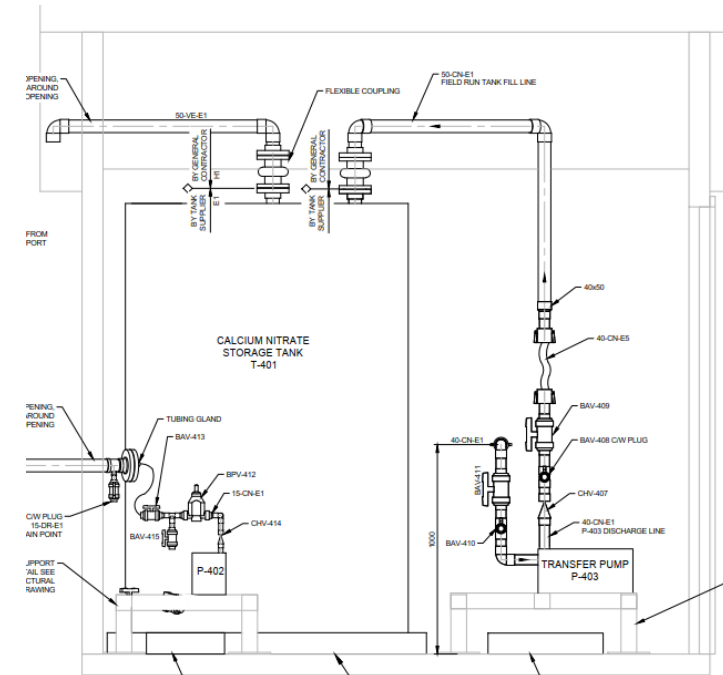 OPENING,
AROUND
OPENING
50-VE-E1
FLEXIBLE COUPLING
50-CN-E1
FIELD RUN TANK FILL LINE
BY GENERAL
CONTRACTOR
H1
BY TANK
SUPPLIER
E1
BY GENERAL
CONTRACTOR
BY TANK
SUPPLIER
FROM
PORT
CALCIUM NITRATE
STORAGE TANK
T-401
40x50
40-CN-E5
BAV-409
BAV-408 C/W PLUG
CHV-407
40-CN-E1
P-403 DISCHARGE LINE
40-CN-E1
BAV-411
BAV-410
1000
TRANSFER PUMP
P-403
PENING,
ROUND
PENING
TUBING GLAND
BAV-413
BPV-412
15-CN-E1
CHV-414
BAV-415
P-402
C/W PLUG
15-DR-E1
AIN POINT
UPPORT
TAIL SEE
CTURAL
RAWING